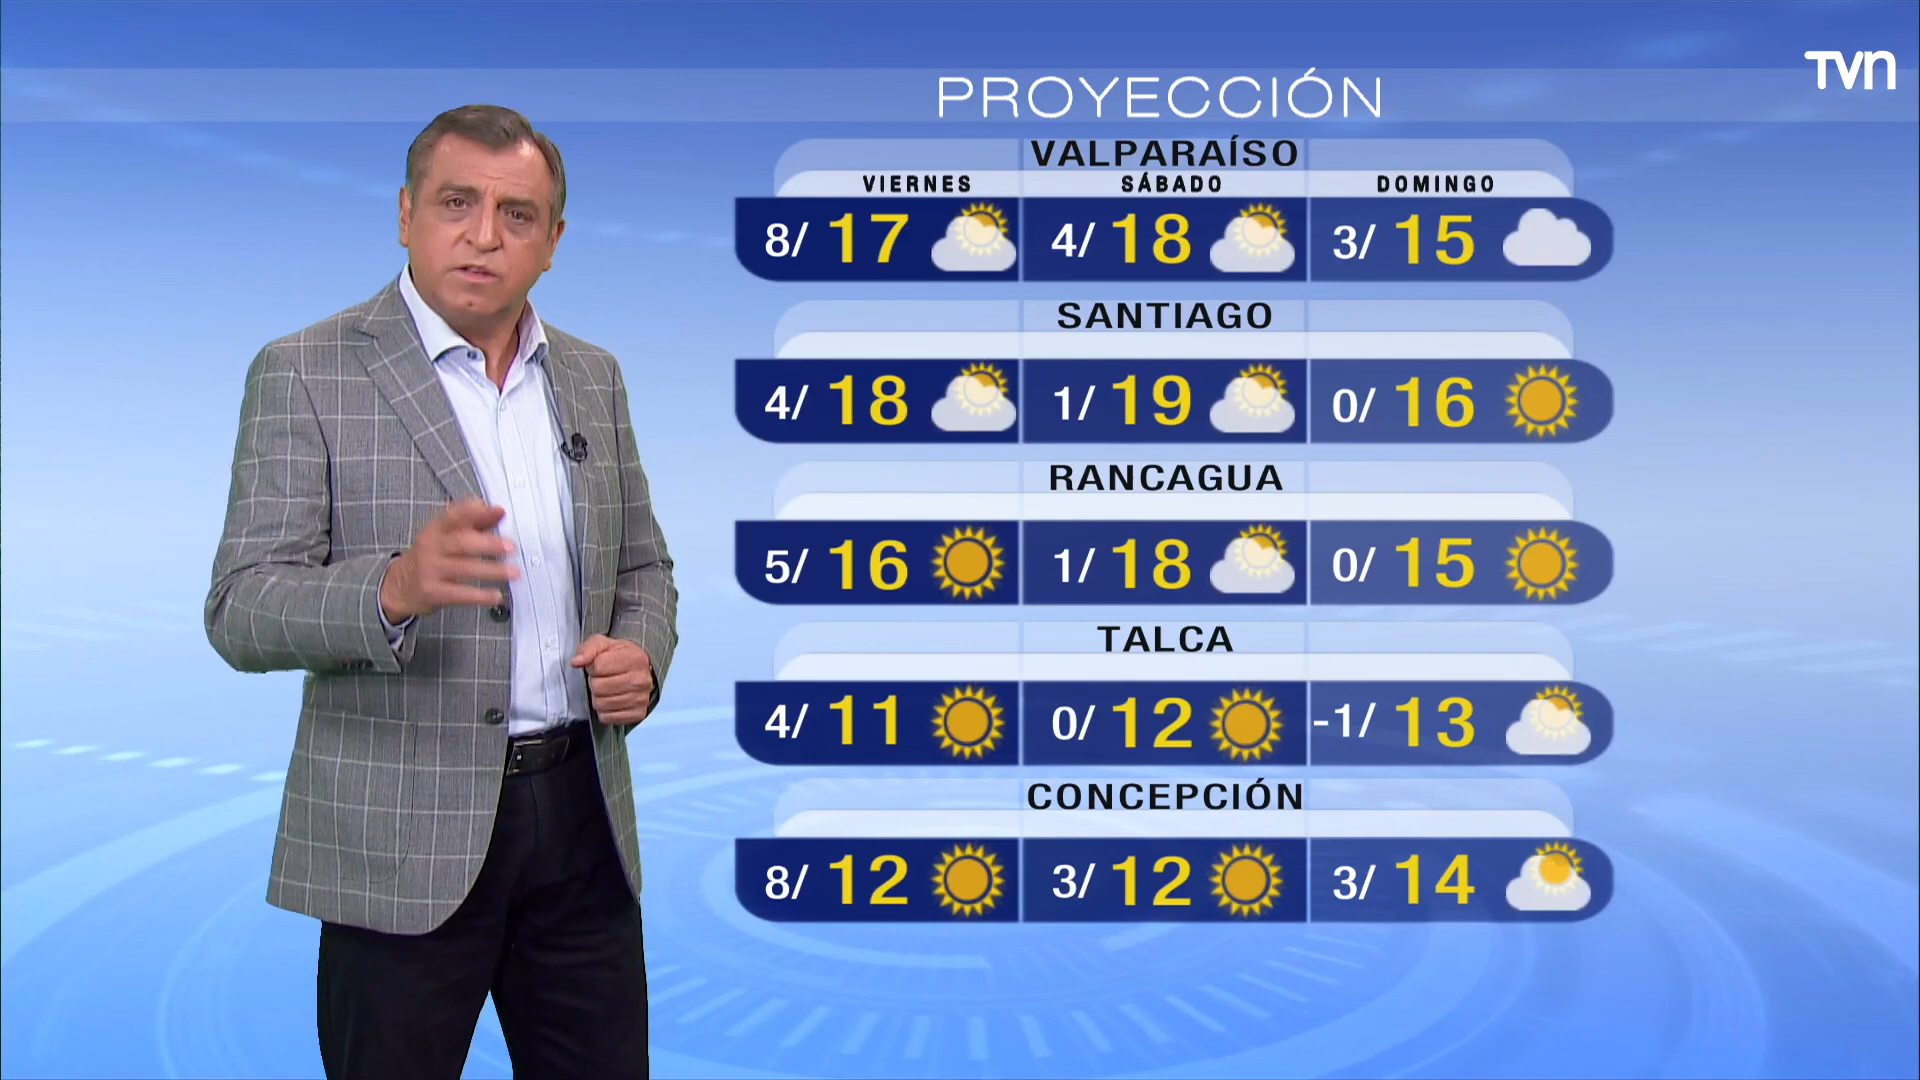 TVN
PROYECCIÓN
VALPARAÍSO
VIERNES SÁBADO DOMINGO
8/ 17 4/ 18 3/ 15
SANTIAGO
4/ 18 1/ 19 0/ 16
RANCAGUA
5/ 16 1/ 18 0/ 15
TALCA
4/ 11 0/ 12 -1/ 13
CONCEPCIÓN
8/ 12 3/ 12 3/ 14